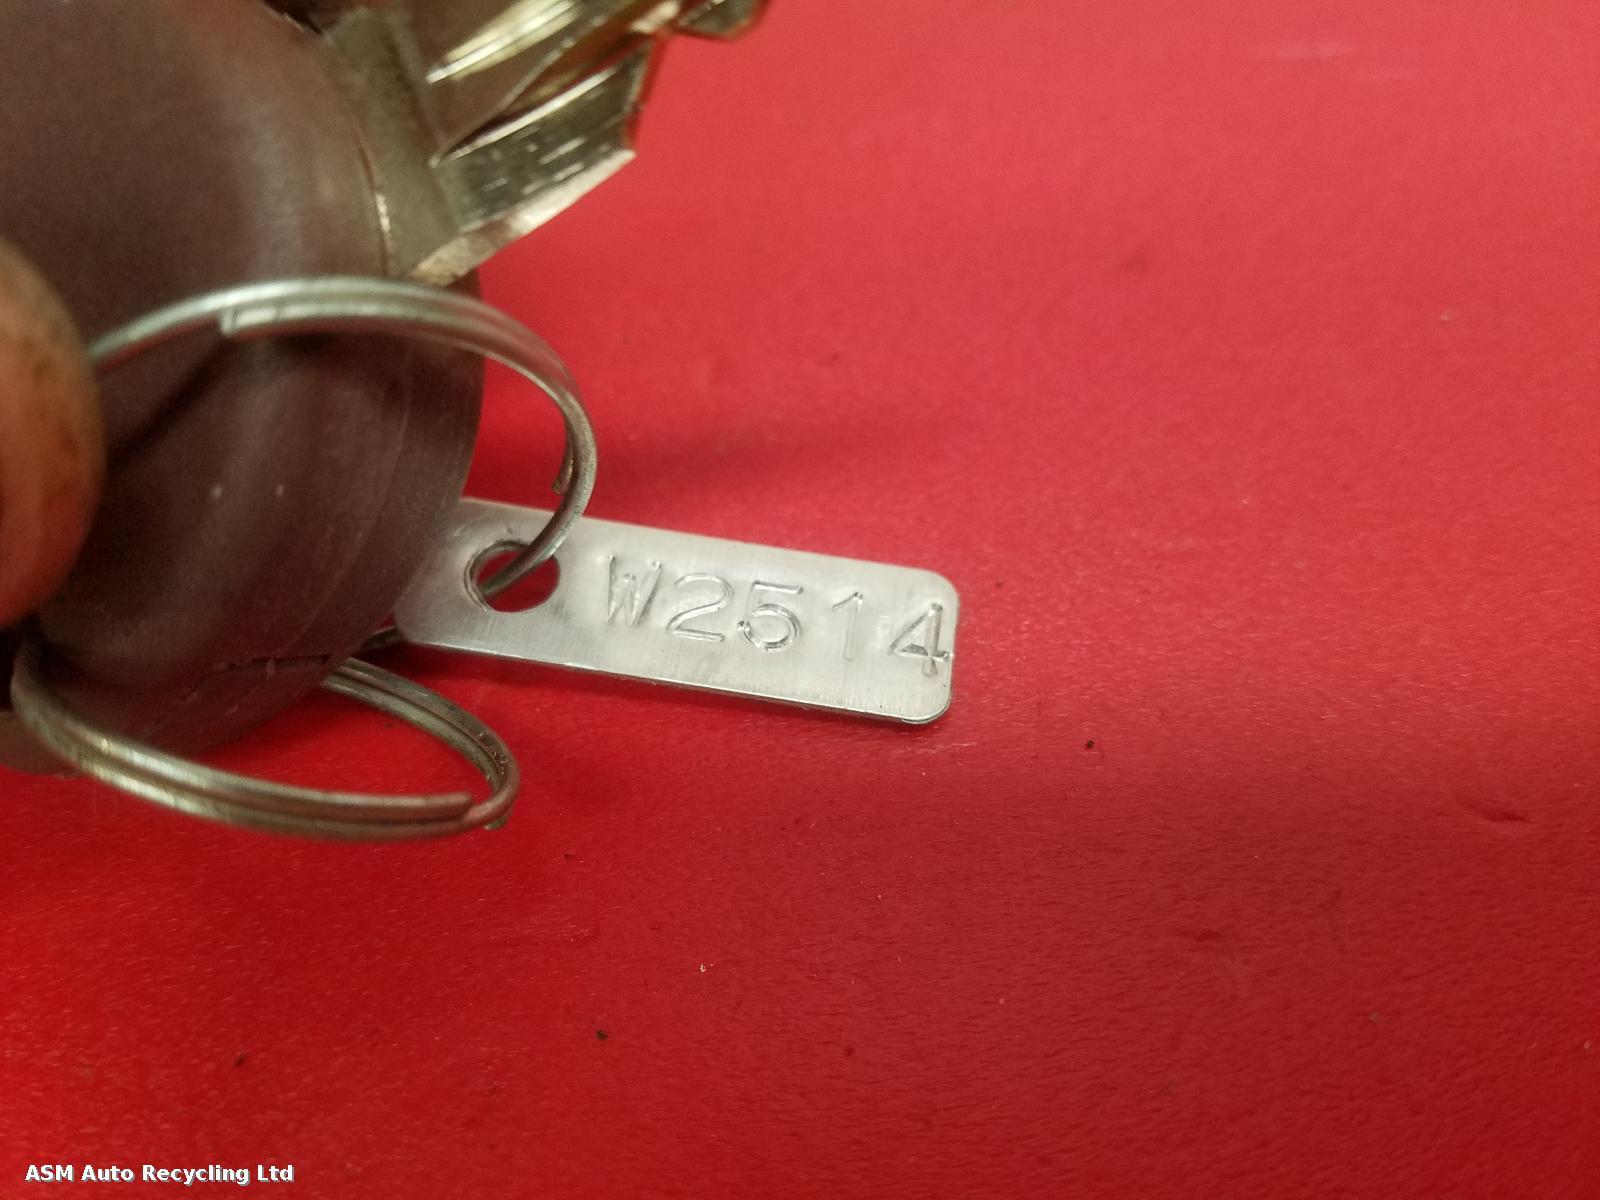 W2514
ASM Auto Recycling Ltd